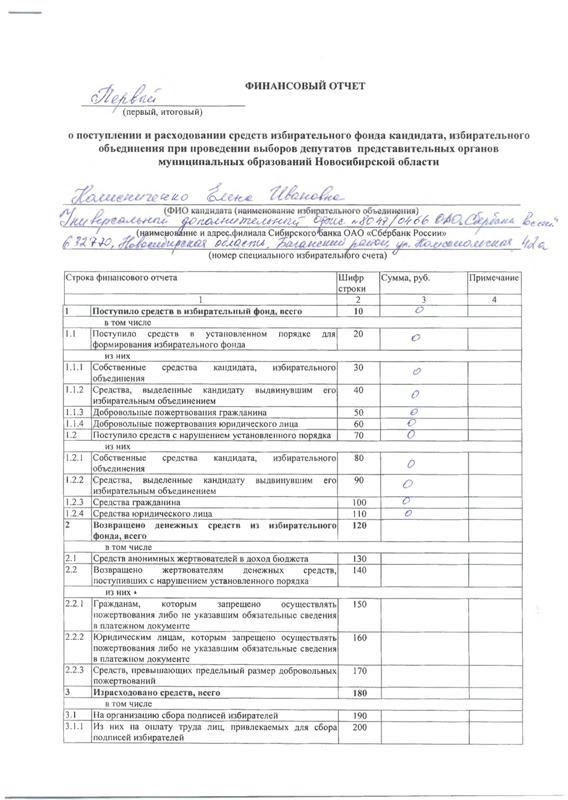 ФИНАНСОВЫЙ ОТЧЕТ
Первый
(первый, итоговый)
о поступлении и расходовании средств избирательного фонда кандидата, избирательного
объединения при проведении выборов депутатов представительных органов
муниципальных образований Новосибирской области
Елена Ивановна
(ФИО кандидата (наименование избирательного объединения)
Универсальный дополнительный офис №8047/0466 ОАО "Сбербанк России"
(наименование и адрес филиала Сибирского банка ОАО «Сбербанк России»
632770, Новосибирская область, Баганский район, ул. Комсомольская 42а
(номер специального избирательного счета)
Строка финансового отчета Шифр строки Сумма, руб. Примечание
1 2 3 4
1 Поступило средств в избирательный фонд, всего 10 0
в том числе
1.1 Поступило средств в установленном порядке для
формирования избирательного фонда 20 0
из них
1.1.1 Собственные средства кандидата, избирательного
объединения 30 0
1.1.2 Средства, выделенные кандидату выдвинувшим его
избирательным объединением 40 0
1.1.3 Добровольные пожертвования гражданина 50 0
1.1.4 Добровольные пожертвования юридического лица 60 0
1.2 Поступило средств с нарушением установленного порядка 70 0
из них
1.2.1 Собственные средства кандидата, избирательного
объединения 80 0
1.2.2 Средства, выделенные кандидату выдвинувшим его
избирательным объединением 90 0
1.2.3 Средства гражданина 100 0
1.2.4 Средства юридического лица 110 0
2 Возвращено денежных средств из избирательного
фонда, всего 120
в том числе
2.1 Средств анонимных жертвователей в доход бюджета 130
2.2 Возвращено жертвователям денежных средств,
поступивших с нарушением установленного порядка 140
из них
2.2.1 Гражданам, которым запрещено осуществлять
пожертвования либо не указавшим обязательные сведения
в платежном документе 150
2.2.2 Юридическим лицам, которым запрещено осуществлять
пожертвования либо не указавшим обязательные сведения
в платежном документе 160
2.2.3 Средств, превышающих предельный размер добровольных
пожертвований 170
3 Израсходовано средств, всего 180
в том числе
3.1 На организацию сбора подписей избирателей 190
3.1.1 Из них на оплату труда лиц, привлекаемых для сбора
подписей избирателей 200